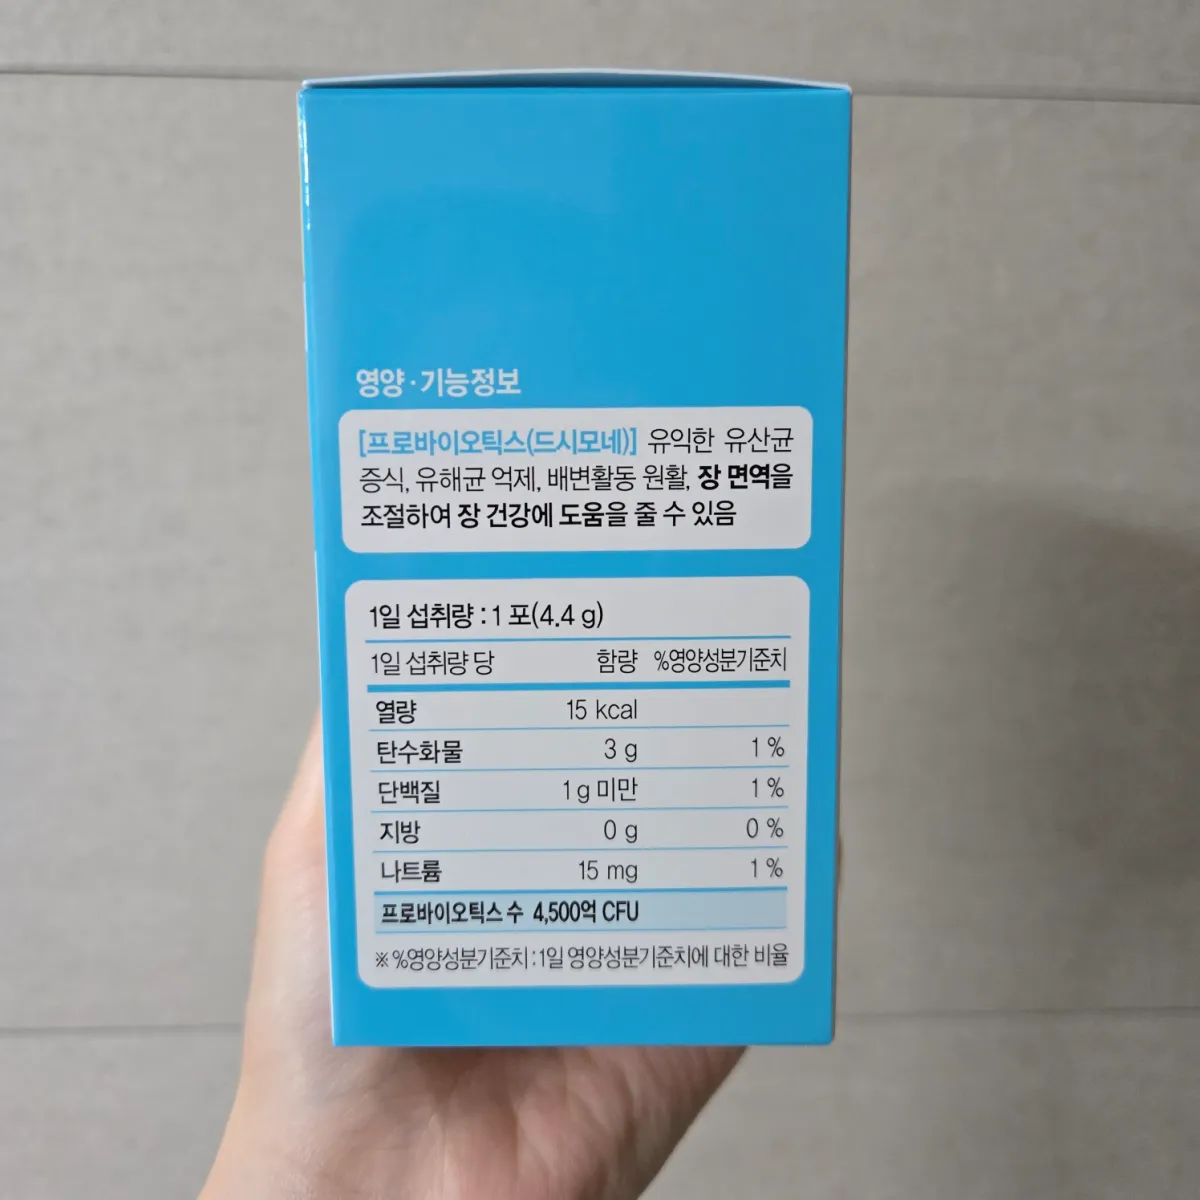 영양·기능정보
[프로바이오틱스(드시모네)] 유익한 유산균
증식, 유해균 억제, 배변활동 원활, 장 면역을
조절하여 장 건강에 도움을 줄 수 있음
1일 섭취량 : 1 포(4.4 g)
1일 섭취량 당 함량 %영양성분기준치
열량 15 kcal
탄수화물 3 g 1 %
단백질 1 g 미만 1 %
지방 0 g 0 %
나트륨 15 mg 1 %
프로바이오틱스 수 4,500억 CFU
※ %영양성분기준치 : 1일 영양성분기준치에 대한 비율